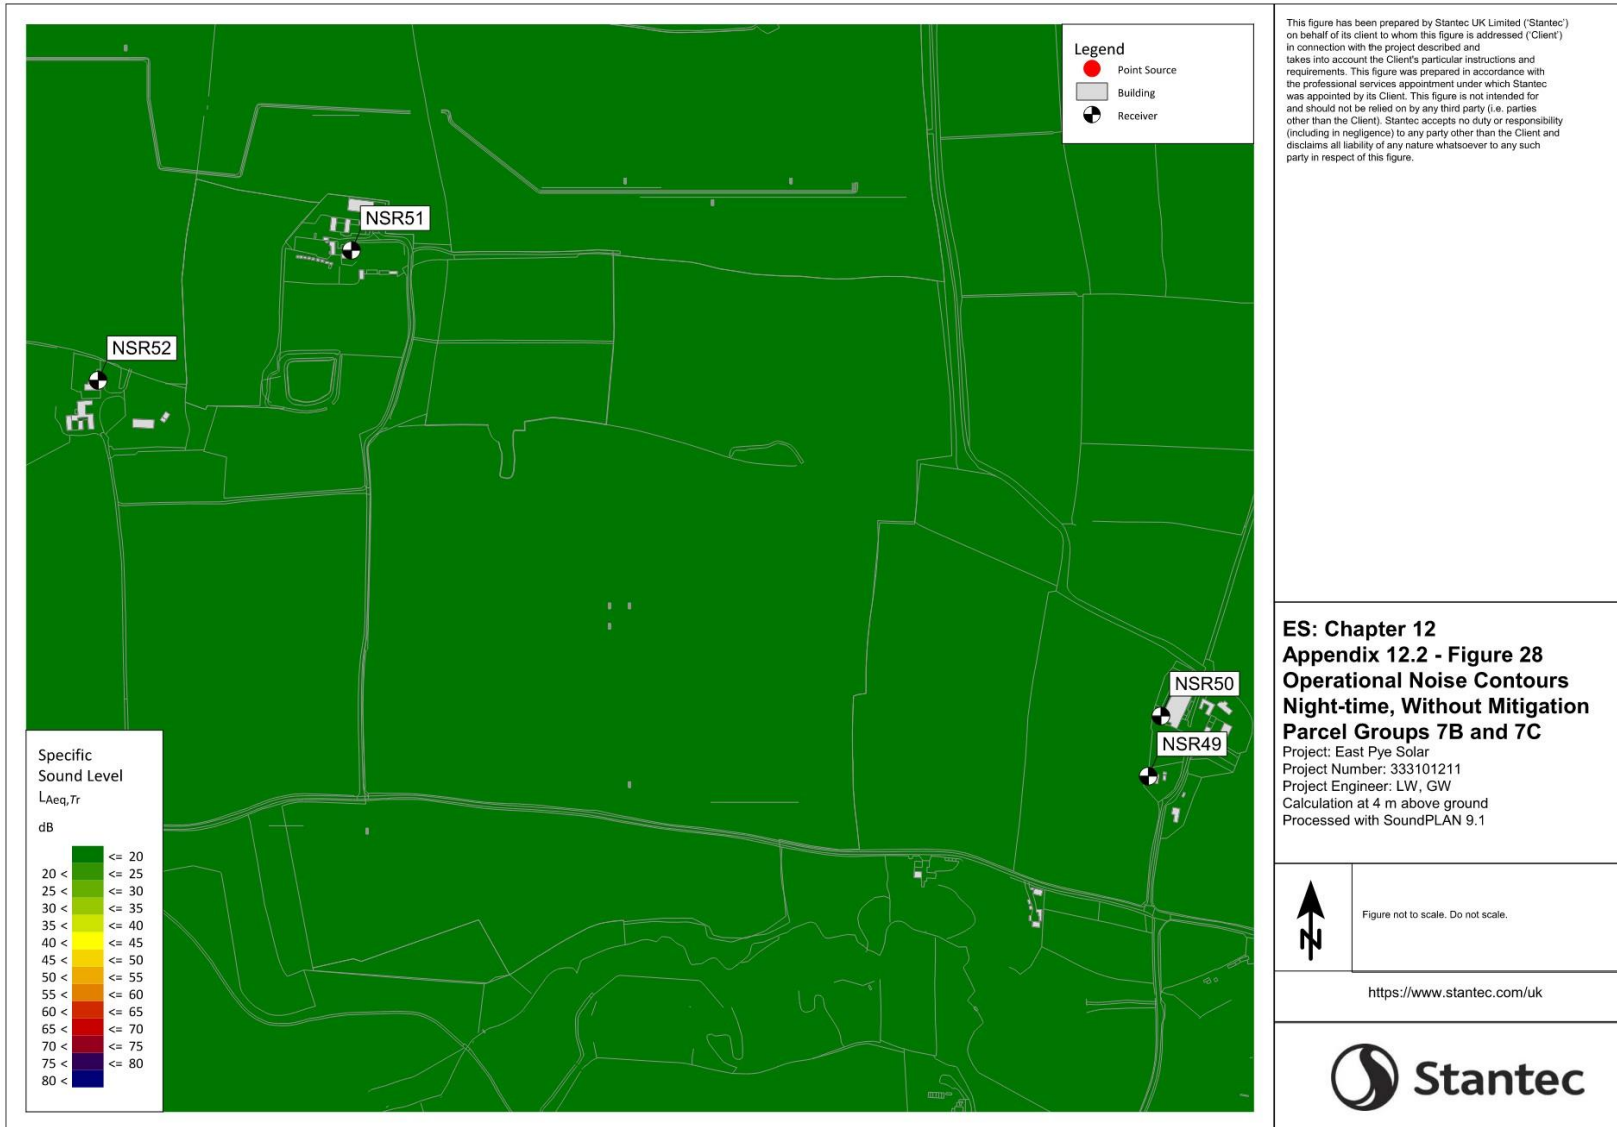 Legend
Point Source
Building
Receiver
NSR51
NSR52
NSR50
NSR49
Specific
Sound Level
LAeq,Tr
dB
<= 20
20 < <= 25
25 < <= 30
30 < <= 35
35 < <= 40
40 < <= 45
45 < <= 50
50 < <= 55
55 < <= 60
60 < <= 65
65 < <= 70
70 < <= 75
75 < <= 80
80 <
This figure has been prepared by Stantec UK Limited ('Stantec')
on behalf of its client to whom this figure is addressed ('Client')
in connection with the project described and
takes into account the Client's particular instructions and
requirements. This figure was prepared in accordance with
the professional services appointment under which Stantec
was appointed by its Client. This figure is not intended for
and should not be relied on by any third party (i.e. parties
other than the Client). Stantec accepts no duty or responsibility
(including in negligence) to any party other than the Client and
disclaims all liability of any nature whatsoever to any such
party in respect of this figure.
ES: Chapter 12
Appendix 12.2 - Figure 28
Operational Noise Contours
Night-time, Without Mitigation
Parcel Groups 7B and 7C
Project: East Pye Solar
Project Number: 333101211
Project Engineer: LW, GW
Calculation at 4 m above ground
Processed with SoundPLAN 9.1
N
Figure not to scale. Do not scale.
https://www.stantec.com/uk
Stantec